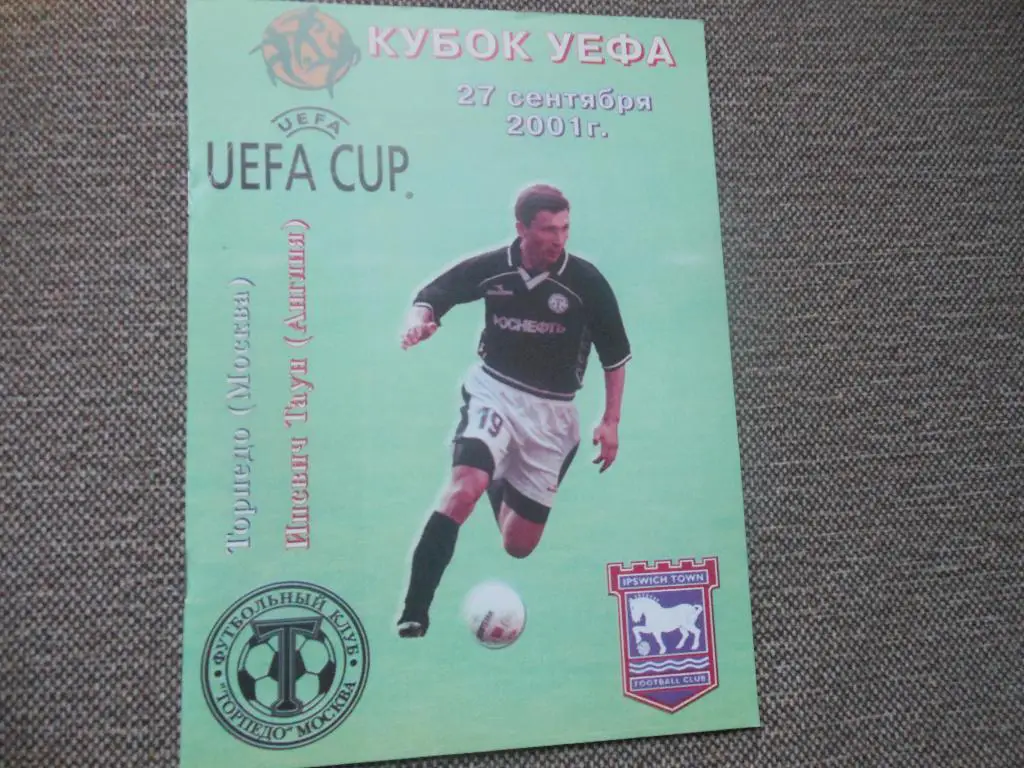 КУБОК УЕФА
27 сентября
2001г.
UEFA
UEFA CUP
Торпедо (Москва)
Ипсвич Таун (Англия)
РОСНЕФТЬ
19
ФУТБОЛЬНЫЙ КЛУБ
Т
"ТОРПЕДО" МОСКВА
IPSWICH TOWN
FOOTBALL CLUB